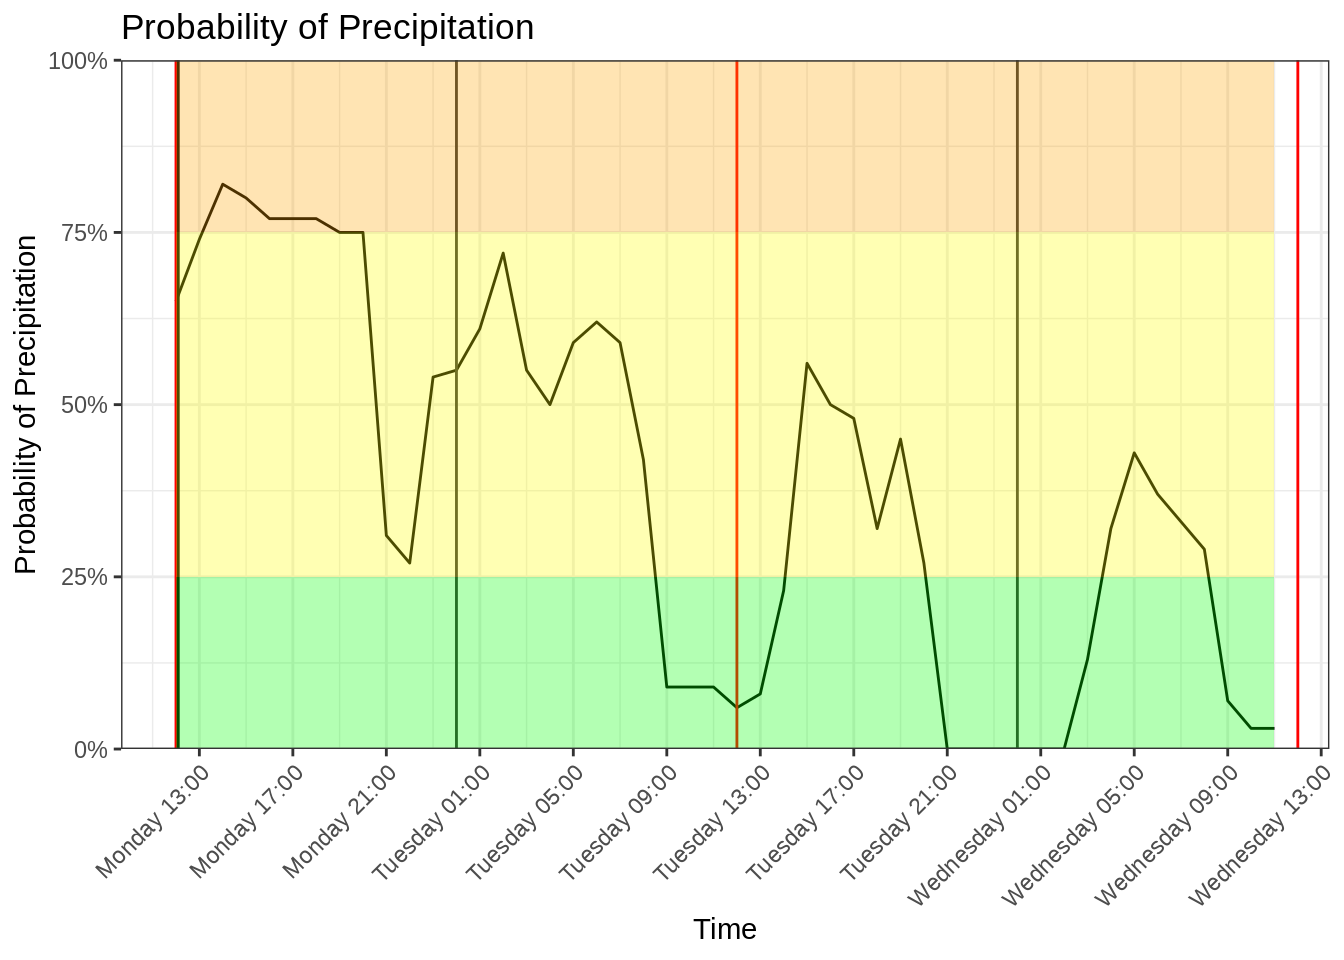 Probability of Precipitation
Probability of Precipitation
100%
75%
50%
25%
0%
Monday 13:00
Monday 17:00
Monday 21:00
Tuesday 01:00
Tuesday 05:00
Tuesday 09:00
Tuesday 13:00
Tuesday 17:00
Tuesday 21:00
Wednesday 01:00
Wednesday 05:00
Wednesday 09:00
Wednesday 13:00
Time